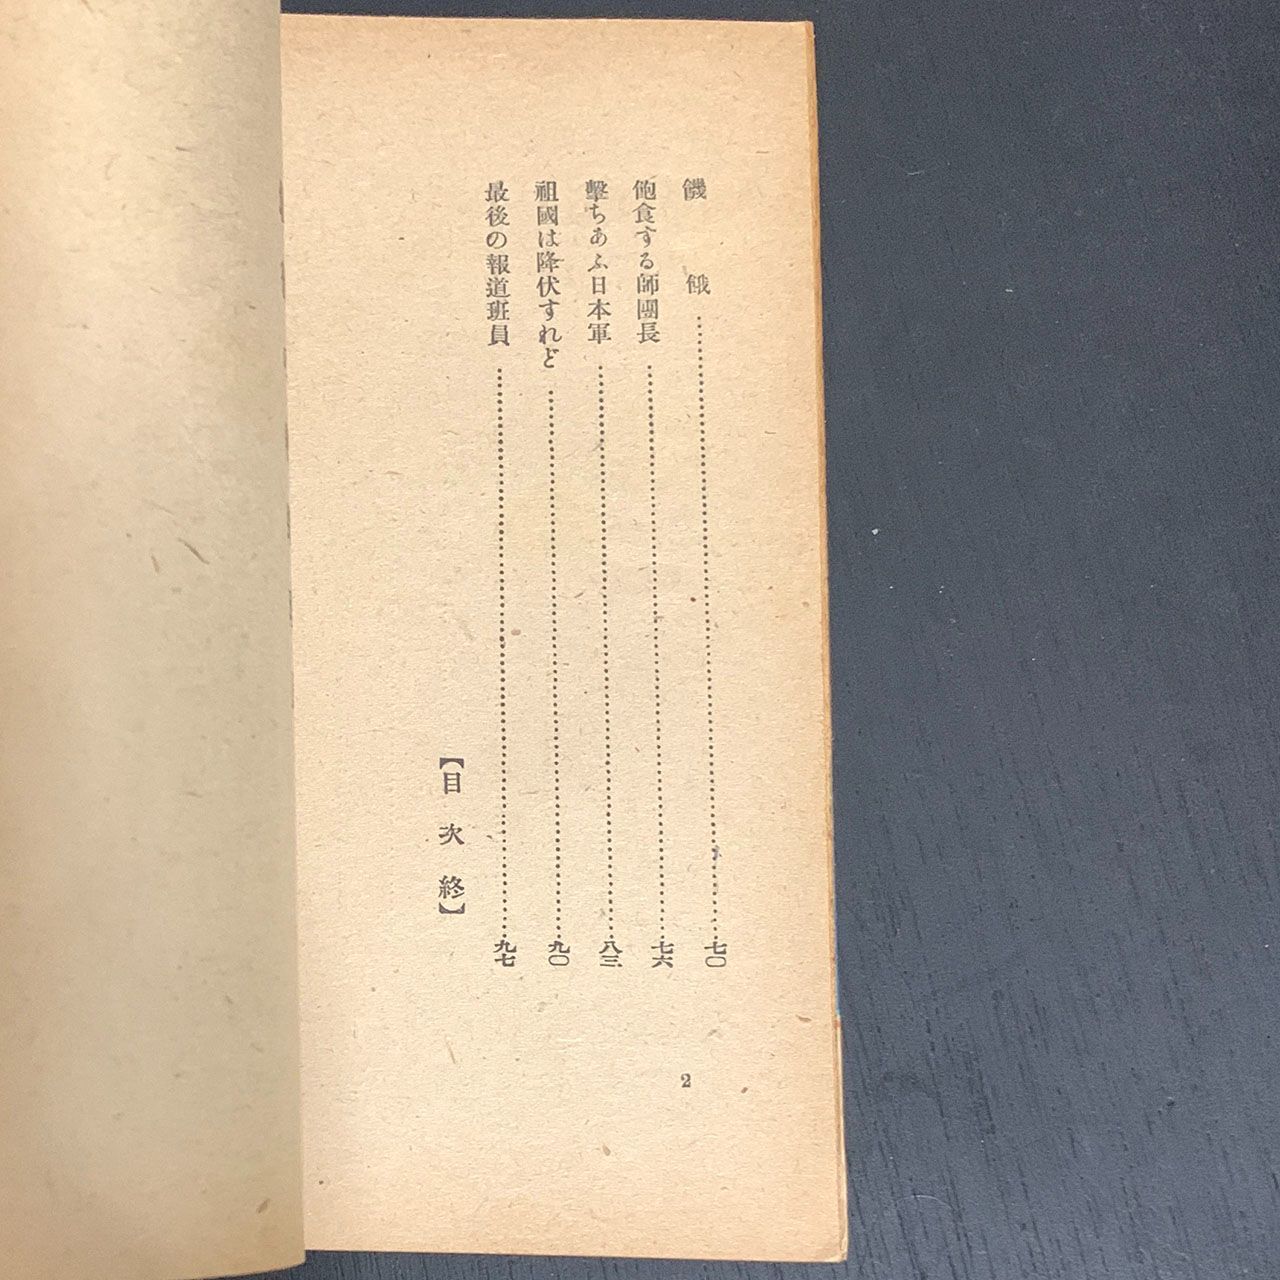 饑餓……七〇
飽食する師團長……七六
擊ちあふ日本軍……八三
祖國は降伏すれど……九〇
最後の報道班員……九七
【目次終】
2